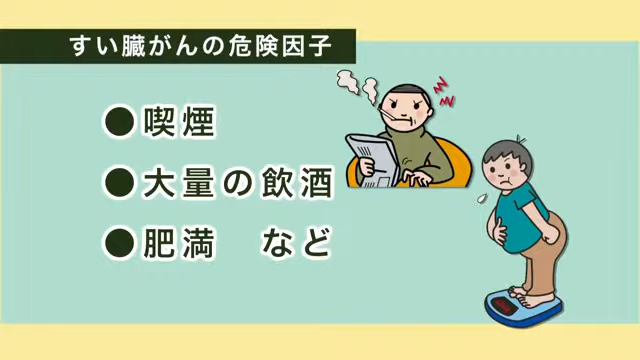 すい臓がんの危険因子
●喫煙
●大量の飲酒
●肥満　など